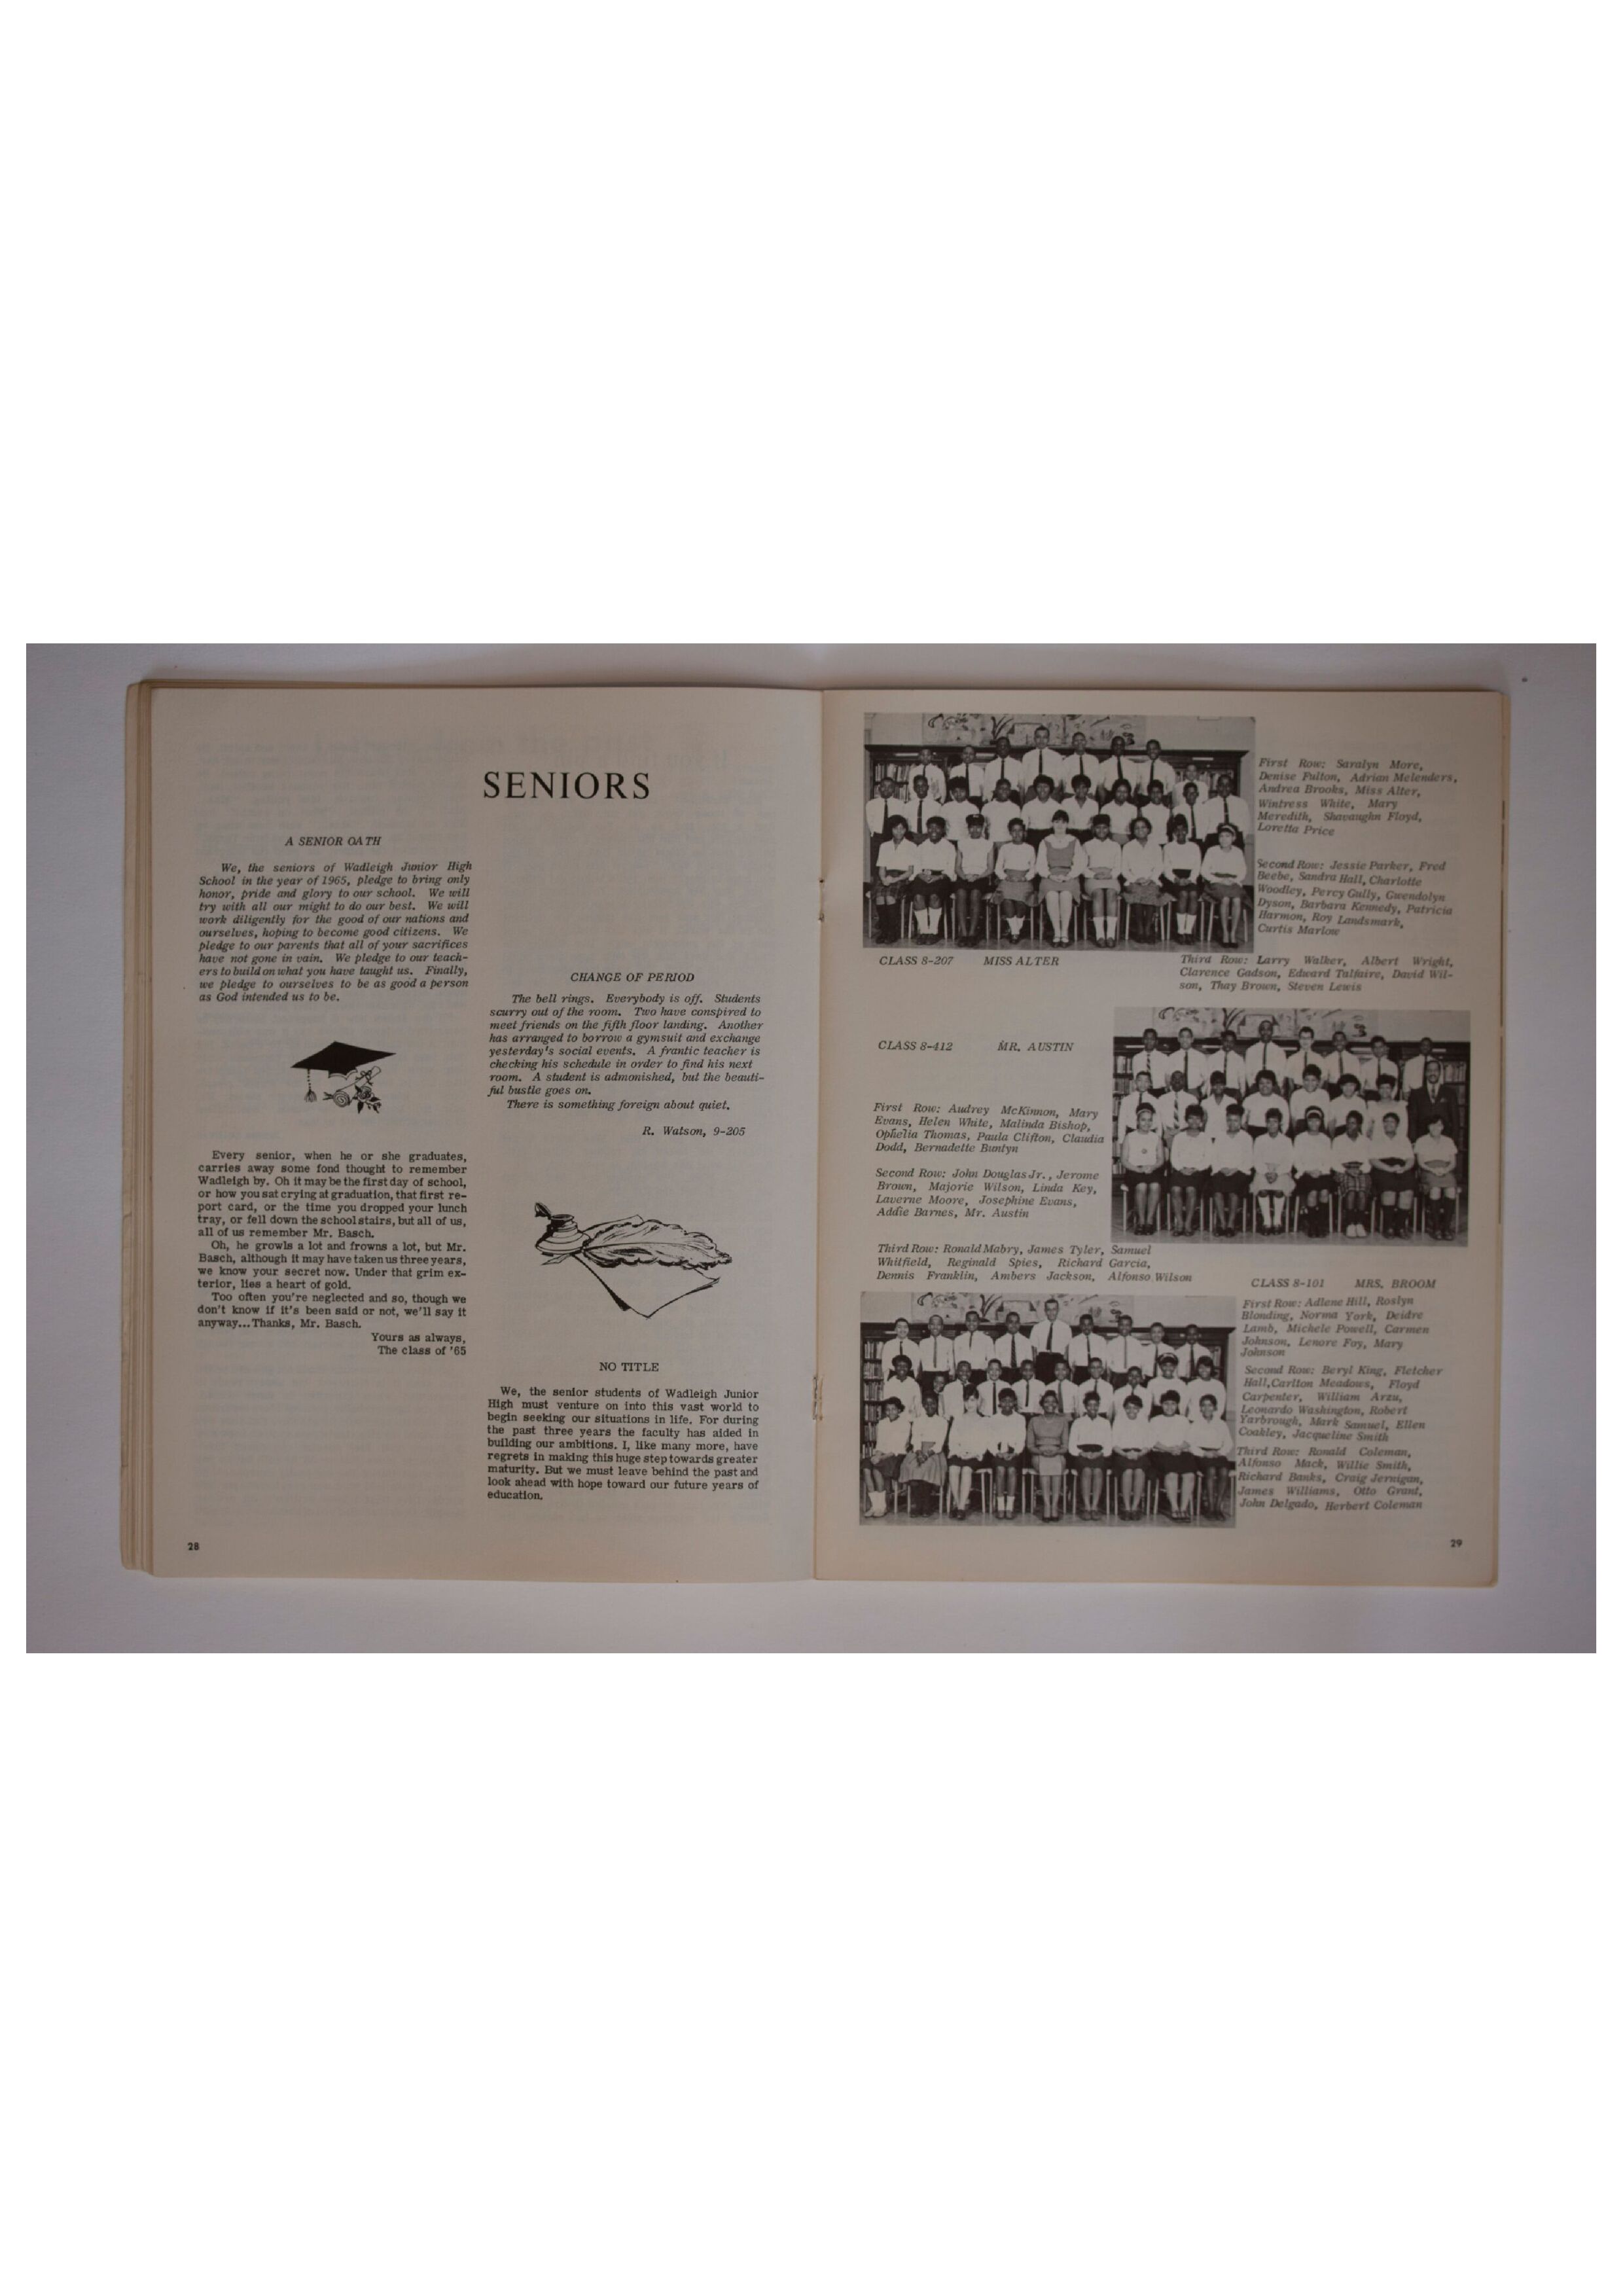 SENIORS
A SENIOR OATH
We, the seniors of Wadleigh Junior High
School in the year of 1965, pledge to bring only
honor, pride and glory to our school. We will
try with all our might to do our best. We will
work diligently for the good of our nations and
ourselves, hoping to become good citizens. We
pledge to our parents that all of your sacrifices
have not gone in vain. We pledge to our teach-
ers to build on what you have taught us. Finally,
we pledge to ourselves to be as good a person
as God intended us to be.
Every senior, when he or she graduates,
carries away some fond thought to remember
Wadleigh by. Oh it may be the first day of school,
or how you sat crying at graduation, that first re-
port card, or the time you dropped your lunch
tray, or fell down the school stairs, but all of us,
all of us remember Mr. Basch.
Oh, he growls a lot and frowns a lot, but Mr.
Basch, although it may have taken us three years,
we know your secret now. Under that grim ex-
terior, lies a heart of gold.
Too often you're neglected and so, though we
don't know if it's been said or not, we'll say it
anyway...Thanks, Mr. Basch.
Yours as always,
The class of '65
28
CHANGE OF PERIOD
The bell rings. Everybody is off. Students
scurry out of the room. Two have conspired to
meet friends on the fifth floor landing. Another
has arranged to borrow a gymsuit and exchange
yesterday's social events. A frantic teacher is
checking his schedule in order to find his next
room. A student is admonished, but the beauti-
ful bustle goes on.
There is something foreign about quiet.
R. Watson, 9-205
NO TITLE
We, the senior students of Wadleigh Junior
High must venture on into this vast world to
begin seeking our situations in life. For during
the past three years the faculty has aided in
building our ambitions. I, like many more, have
regrets in making this huge step towards greater
maturity. But we must leave behind the past and
look ahead with hope toward our future years of
education.
First Row: Saralyn More,
Denise Fulton, Adrian Melenders,
Andrea Brooks, Miss Alter,
Wintress White, Mary
Meredith, Shavaughn Floyd,
Loretta Price
Second Row: Jessie Parker, Fred
Beebe, Sandra Hall, Charlotte
Woodley, Percy Gully, Gwendolyn
Dyson, Barbara Kennedy, Patricia
Harmon, Roy Landsmark,
Curtis Marlow
CLASS 8-207 MISS ALTER
Third Row: Larry Walker, Albert Wright,
Clarence Gadson, Edward Talfaire, David Wil-
son, Thay Brown, Steven Lewis
CLASS 8-412 MR. AUSTIN
First Row: Audrey McKinnon, Mary
Evans, Helen White, Malinda Bishop,
Ophelia Thomas, Paula Clifton, Claudia
Dodd, Bernadette Buntyn
Second Row: John Douglas Jr., Jerome
Brown, Majorie Wilson, Linda Key,
Laverne Moore, Josephine Evans,
Addie Barnes, Mr. Austin
Third Row: Ronald Mabry, James Tyler, Samuel
Whitfield, Reginald Spies, Richard Garcia,
Dennis Franklin, Ambers Jackson, Alfonso Wilson
CLASS 8-101 MRS. BROOM
First Row: Adlene Hill, Roslyn
Blonding, Norma York, Deidre
Lamb, Michele Powell, Carmen
Johnson, Lenore Foy, Mary
Johnson
Second Row: Beryl King, Fletcher
Hall, Carlton Meadows, Floyd
Carpenter, William Arzu,
Leonardo Washington, Robert
Yarbrough, Mark Samuel, Ellen
Coakley, Jacqueline Smith
Third Row: Ronald Coleman,
Alfonso Mack, Willie Smith,
Richard Banks, Craig Jernigan,
James Williams, Otto Grant,
John Delgado, Herbert Coleman
29